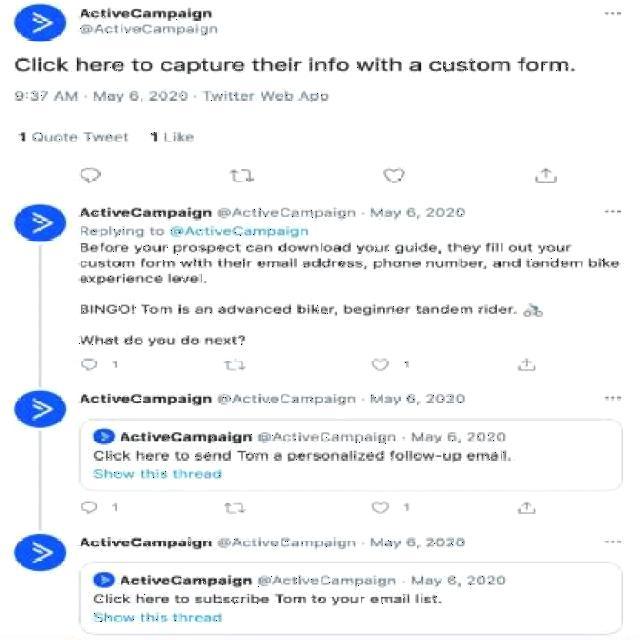 ActiveCampaign
@ActiveCampaign
Click here to capture their info with a custom form.
9:37 AM · May 6, 2020 · Twitter Web App
1 Quote Tweet 1 Like
ActiveCampaign @ActiveCampaign · May 6, 2020
Replying to @ActiveCampaign
Before your prospect can download your guide, they fill out your
custom form with their email address, phone number, and tandem bike
experience level.
BINGO! Tom is an advanced biker, beginner tandem rider. 🚲
What do you do next?
1 1
ActiveCampaign @ActiveCampaign · May 6, 2020
ActiveCampaign @ActiveCampaign · May 6, 2020
Click here to send Tom a personalized follow-up email.
Show this thread
1 1
ActiveCampaign @ActiveCampaign · May 6, 2020
ActiveCampaign @ActiveCampaign · May 6, 2020
Click here to subscribe Tom to your email list.
Show this thread